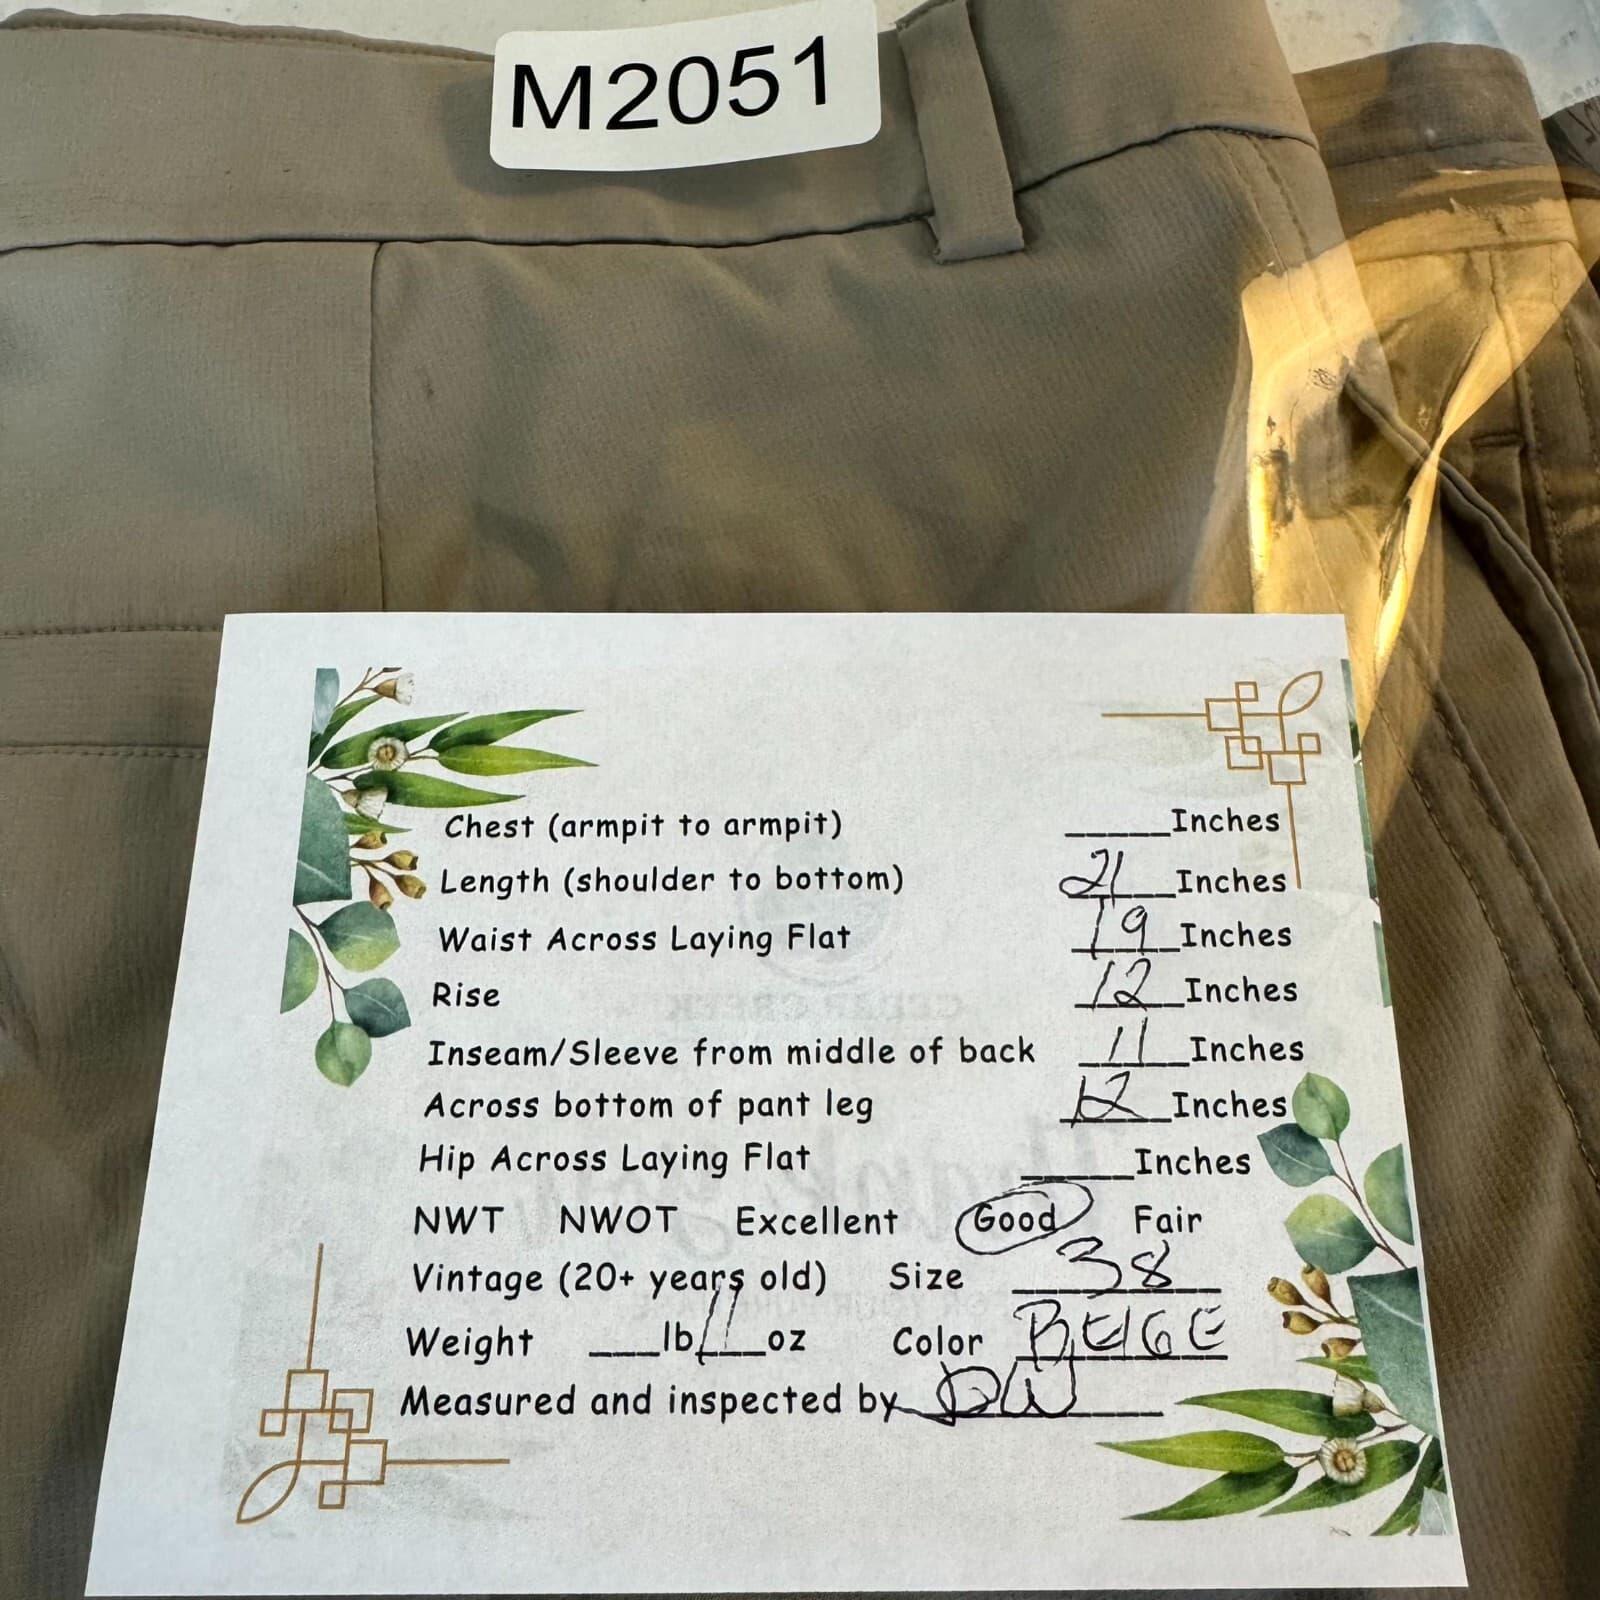 M2051
Chest (armpit to armpit) _____Inches
Length (shoulder to bottom) 21 Inches
Waist Across Laying Flat 19 Inches
Rise 12 Inches
Inseam/Sleeve from middle of back 11 Inches
Across bottom of pant leg 12 Inches
Hip Across Laying Flat _____Inches
NWT NWOT Excellent Good Fair
Vintage (20+ years old) Size 38
Weight ___lb 11 oz Color BEIGE
Measured and inspected by DW